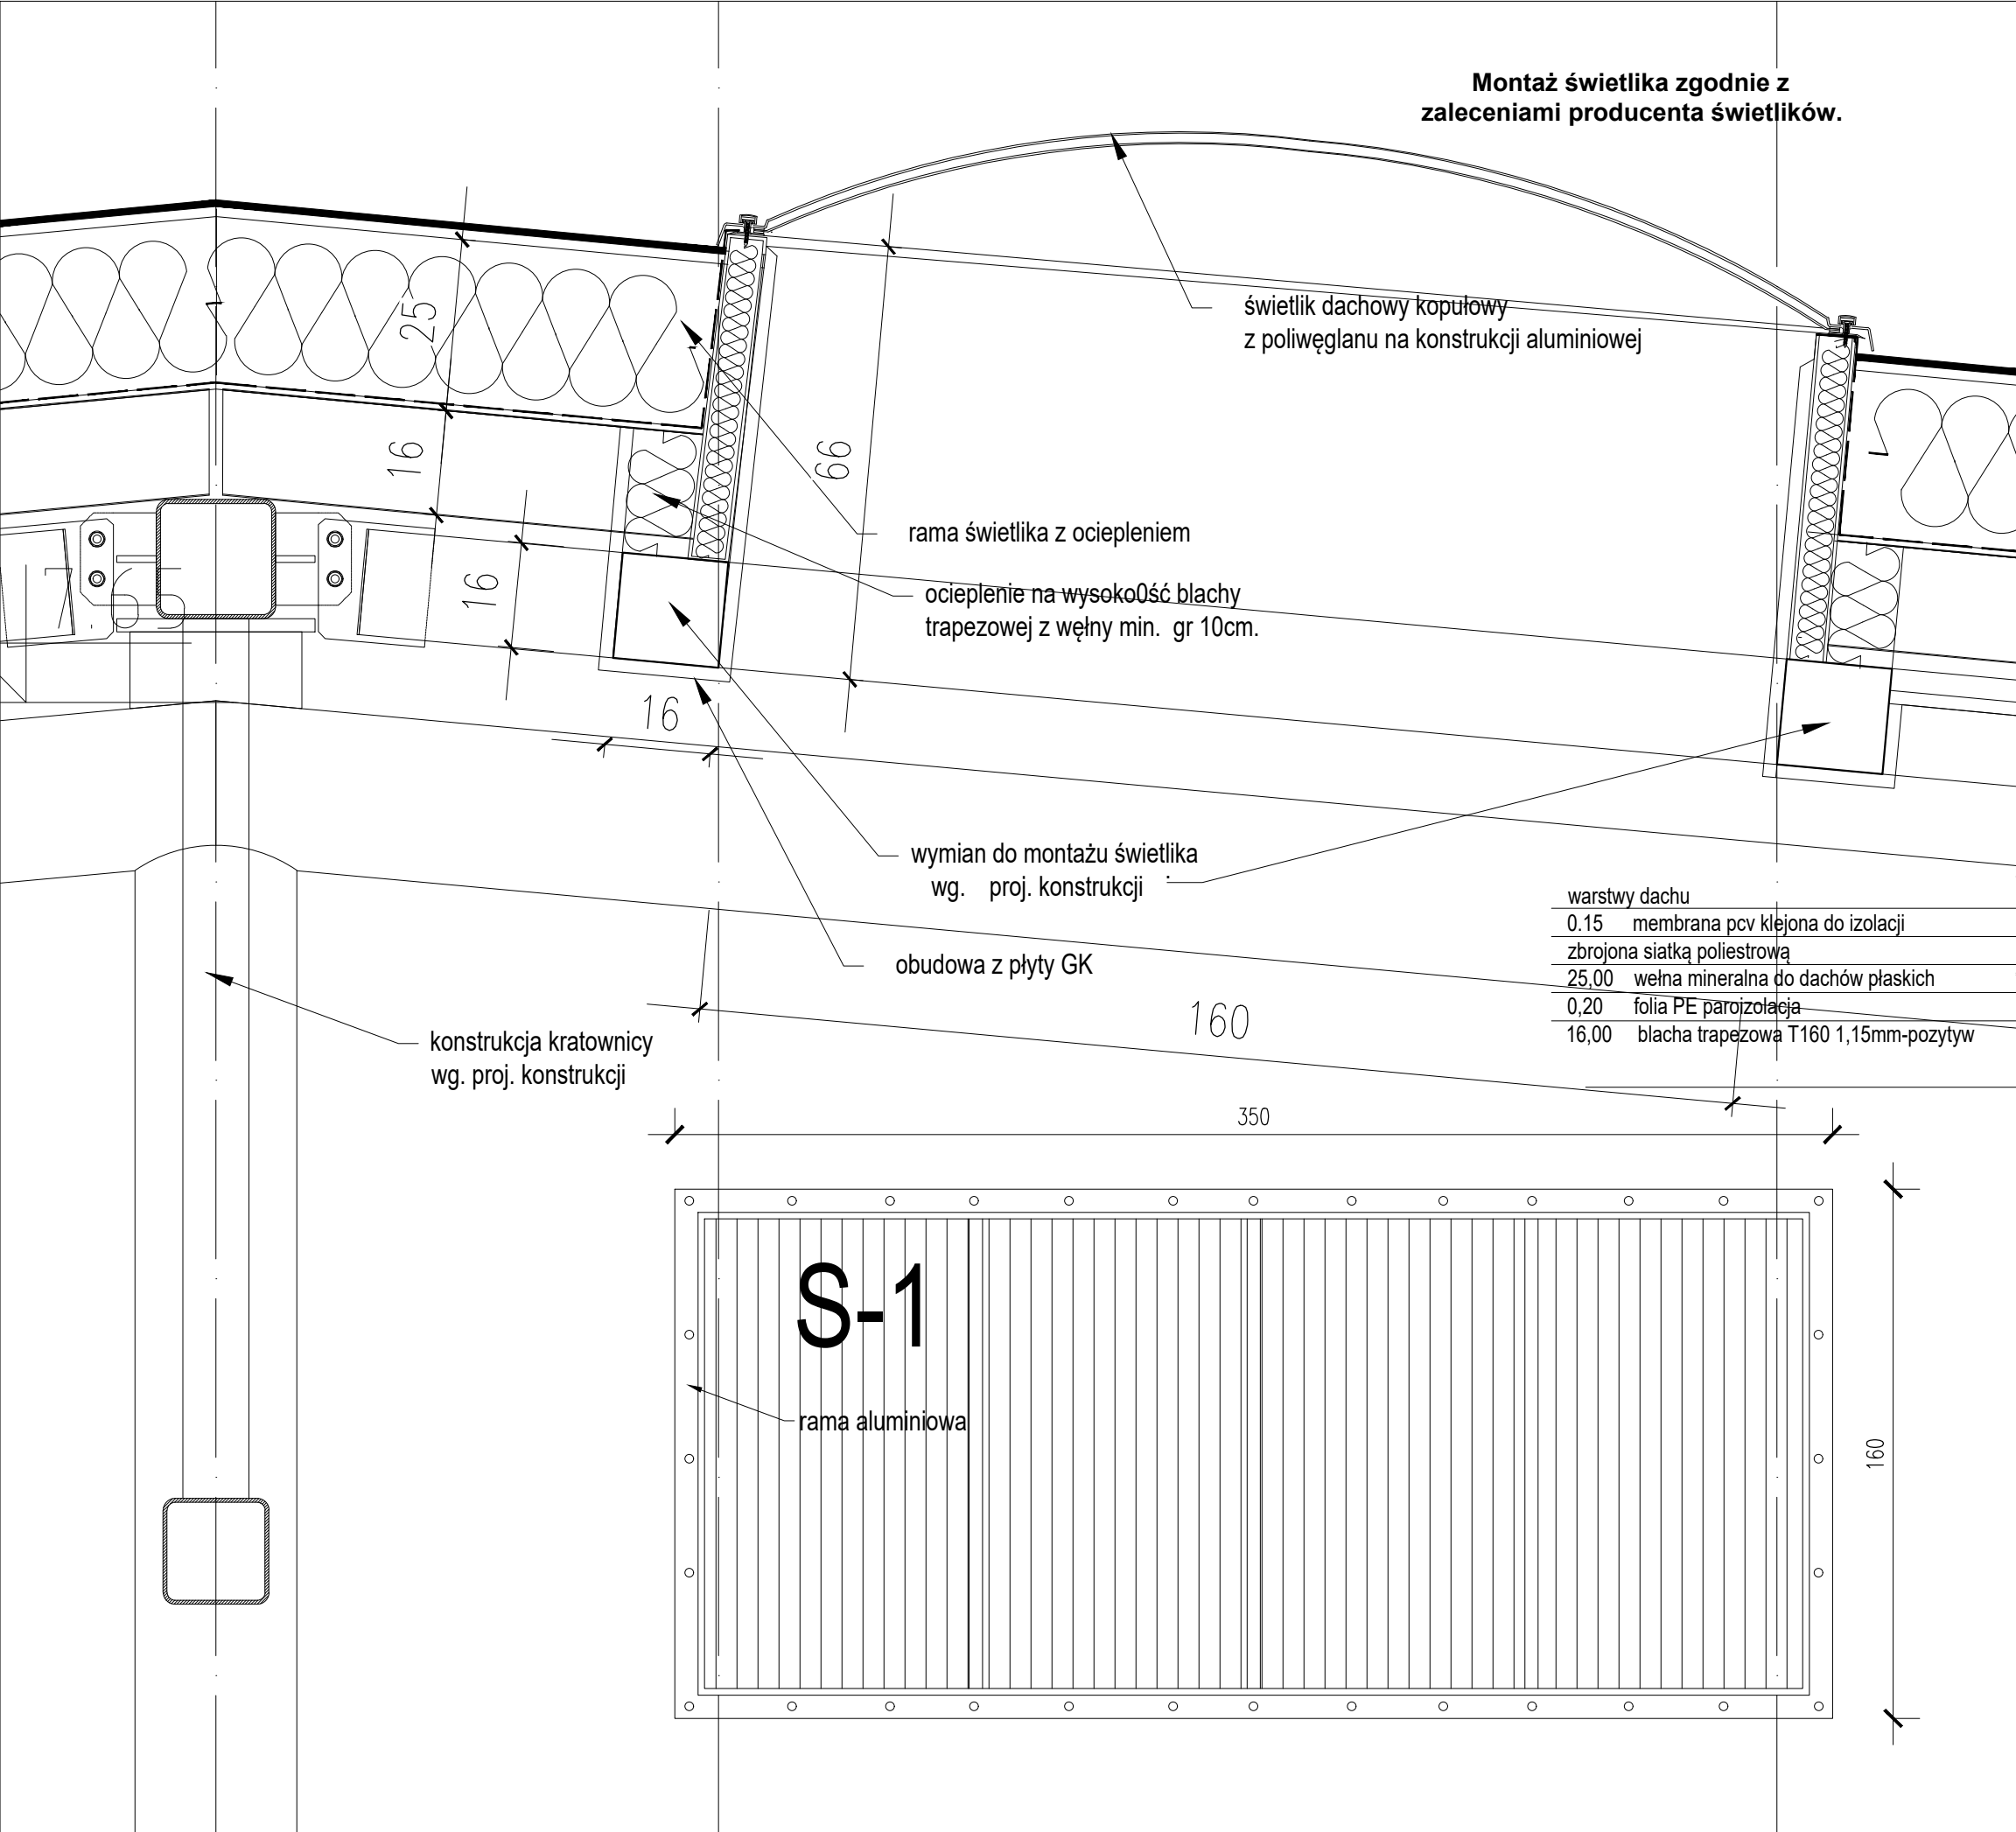 Montaż świetlika zgodnie z
zaleceniami producenta świetlików.
świetlik dachowy kopułowy
z poliwęglanu na konstrukcji aluminiowej
25
16
66
16
rama świetlika z ociepleniem
ocieplenie na wysoko0ść blachy
trapezowej z węłny min. gr 10cm.
16
wymian do montażu świetlika
wg. proj. konstrukcji
obudowa z płyty GK
warstwy dachu
0.15 membrana pcv klejona do izolacji
zbrojona siatką poliestrową
25,00 wełna mineralna do dachów płaskich
0,20 folia PE paroizolacja
16,00 blacha trapezowa T160 1,15mm-pozytyw
160
konstrukcja kratownicy
wg. proj. konstrukcji
350
S-1
rama aluminiowa
160